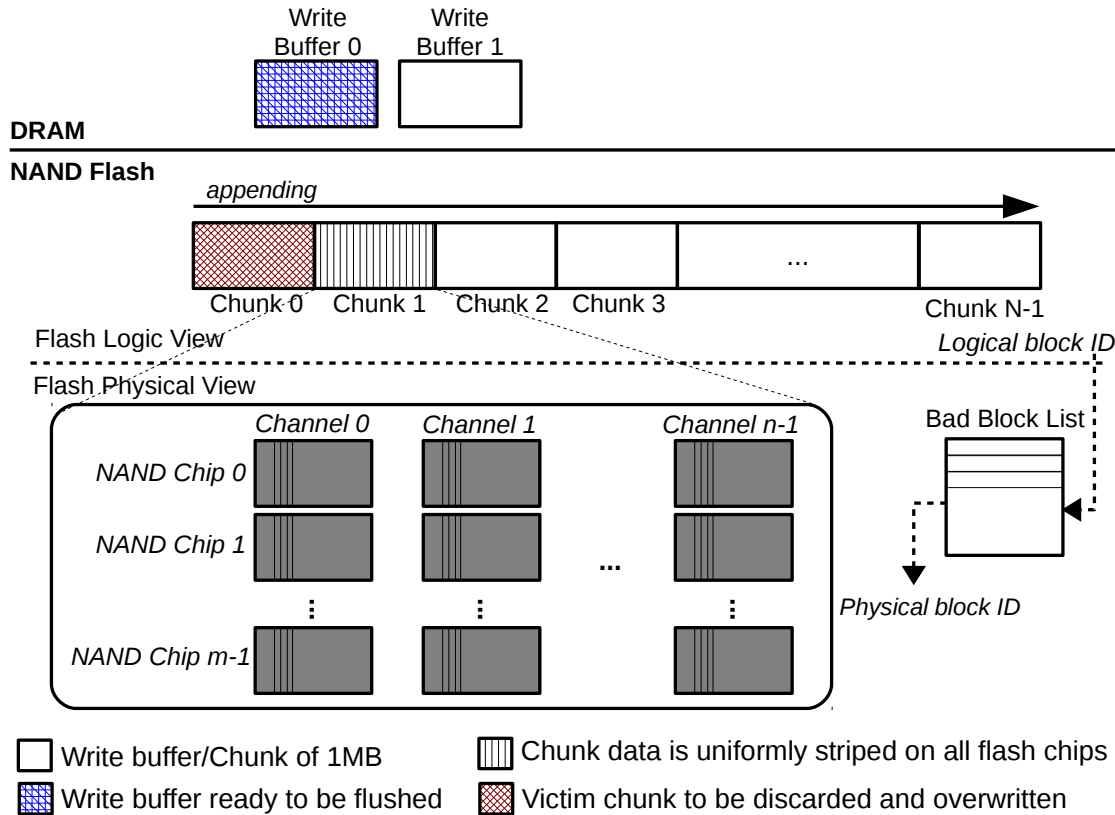 Write
Buffer 0
Write
Buffer 1
DRAM
NAND Flash
appending
...
Chunk 0
Chunk 1
Chunk 2
Chunk 3
Chunk N-1
Flash Logic View
Logical block ID
Flash Physical View
Channel 0
Channel 1
Channel n-1
Bad Block List
NAND Chip 0
NAND Chip 1
...
Physical block ID
NAND Chip m-1
Write buffer/Chunk of 1MB
Chunk data is uniformly striped on all flash chips
Write buffer ready to be flushed
Victim chunk to be discarded and overwritten